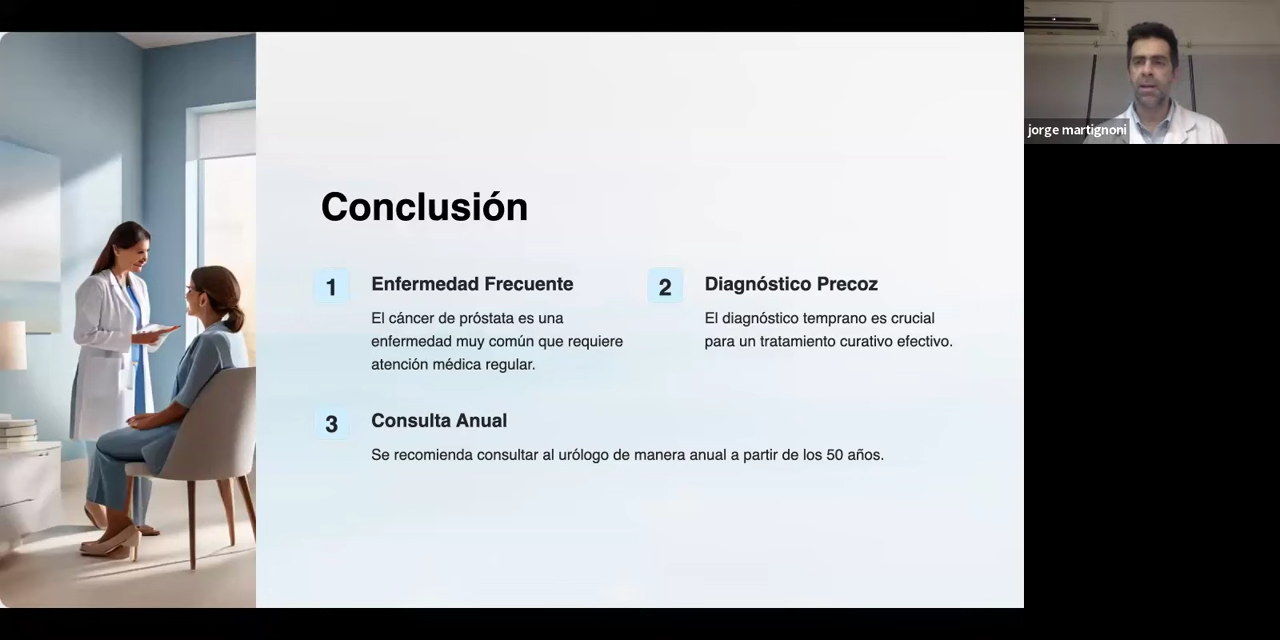 Conclusión
1
Enfermedad Frecuente
El cáncer de próstata es una
enfermedad muy común que requiere
atención médica regular.
2
Diagnóstico Precoz
El diagnóstico temprano es crucial
para un tratamiento curativo efectivo.
3
Consulta Anual
Se recomienda consultar al urólogo de manera anual a partir de los 50 años.
jorge martignoni